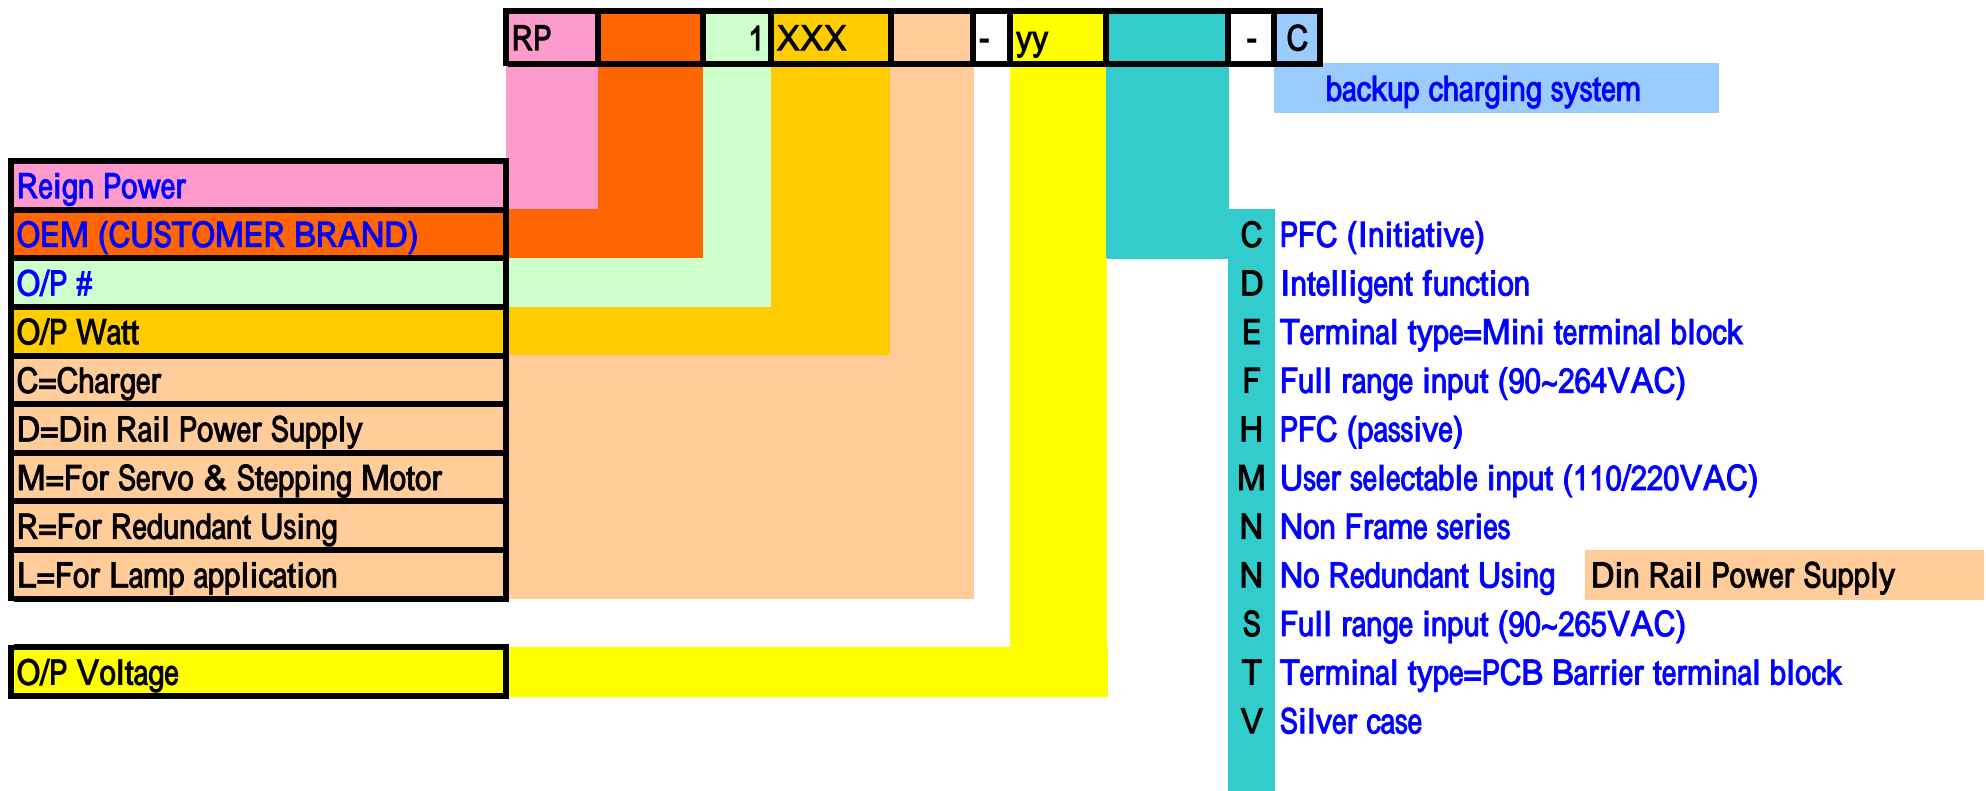 RP 1 XXX - yy - C
backup charging system
Reign Power
OEM (CUSTOMER BRAND)
O/P #
O/P Watt
C=Charger
D=Din Rail Power Supply
M=For Servo & Stepping Motor
R=For Redundant Using
L=For Lamp application
O/P Voltage
C PFC (Initiative)
D Intelligent function
E Terminal type=Mini terminal block
F Full range input (90~264VAC)
H PFC (passive)
M User selectable input (110/220VAC)
N Non Frame series
N No Redundant Using Din Rail Power Supply
S Full range input (90~265VAC)
T Terminal type=PCB Barrier terminal block
V Silver case